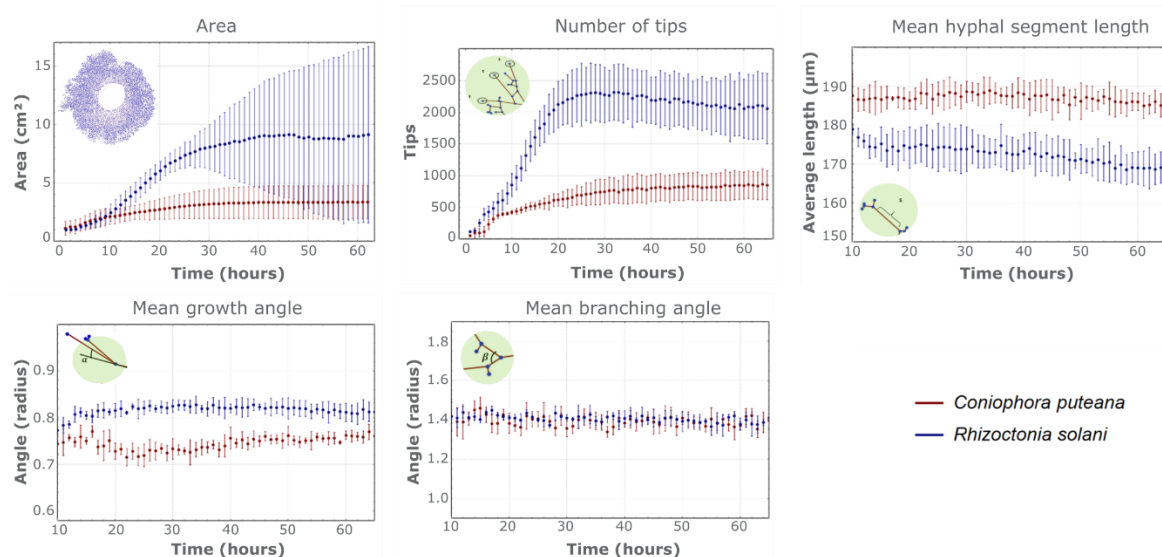 Area
Area (cm²)
15
10
5
0
0 10 20 30 40 50 60
Time (hours)
Number of tips
Tips
2500
2000
1500
1000
500
0
0 10 20 30 40 50 60
Time (hours)
Mean hyphal segment length
Average length (µm)
190
180
170
160
150
s
10 20 30 40 50 60
Time (hours)
Mean growth angle
Angle (radius)
0.9
0.8
0.7
0.6
α
10 20 30 40 50 60
Time (hours)
Mean branching angle
Angle (radius)
1.8
1.6
1.4
1.2
1.0
β
10 20 30 40 50 60
Time (hours)
Coniophora puteana
Rhizoctonia solani